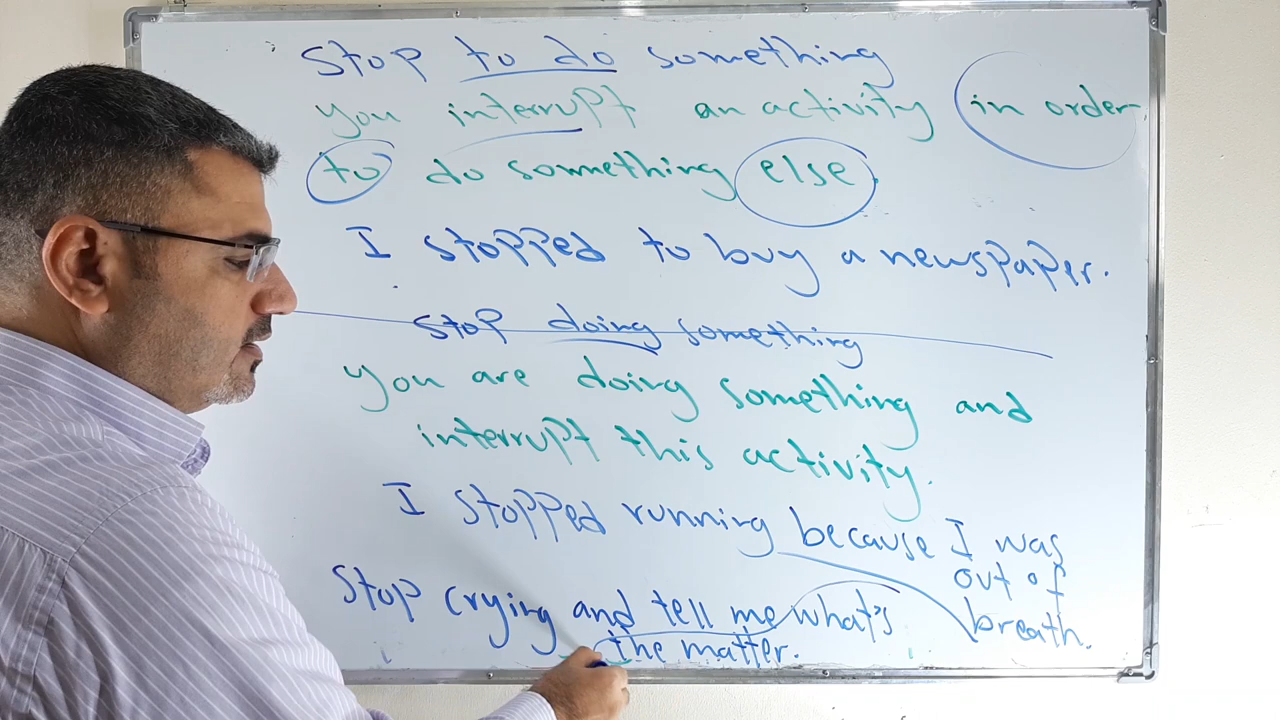 Stop to do something
you interrupt an activity in order
to do something else.
I stopped to buy a newspaper.
stop doing something
you are doing something and
interrupt this activity.
I stopped running because I was
out of
breath.
Stop crying and tell me what's
the matter.